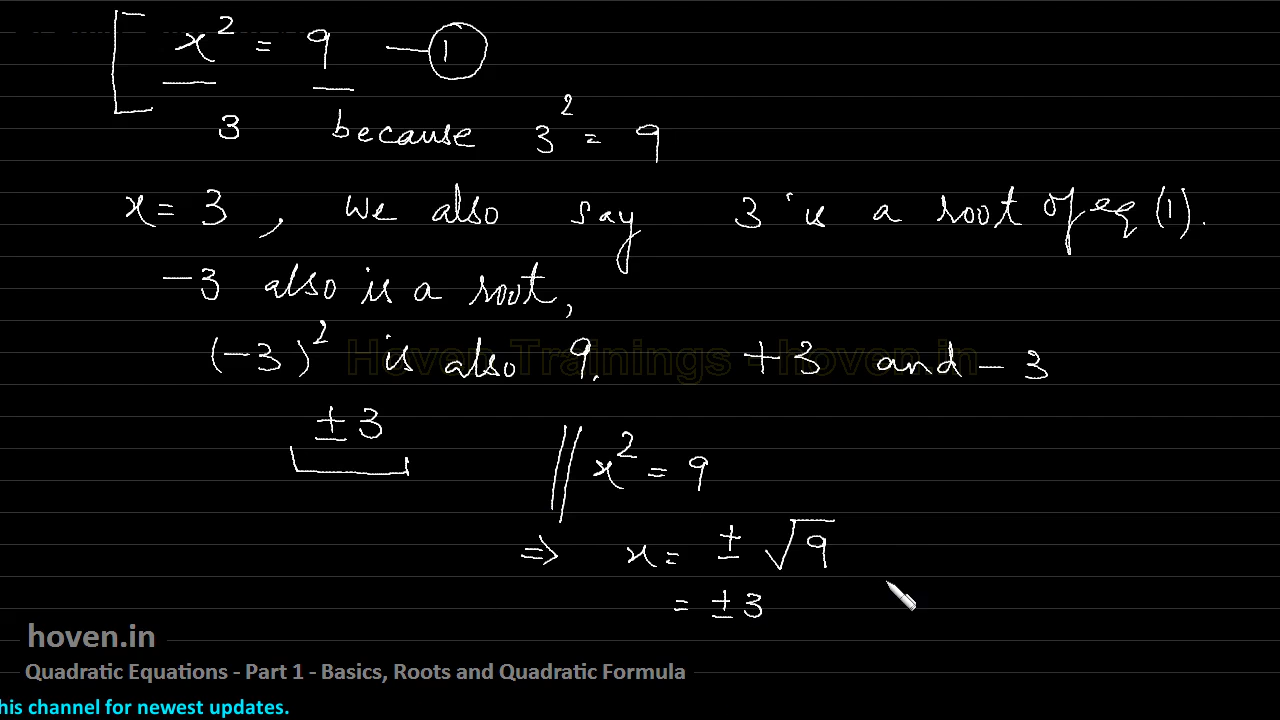 x² = 9 — ①
3 because 3² = 9
x = 3, We also say 3 is a root of eq (1).
−3 also is a root,
(−3)² is also 9. +3 and −3
Hoven Trainings - hoven.in
± 3
x² = 9
⇒ x = ± √9
= ±3
hoven.in
Quadratic Equations - Part 1 - Basics, Roots and Quadratic Formula
his channel for newest updates.